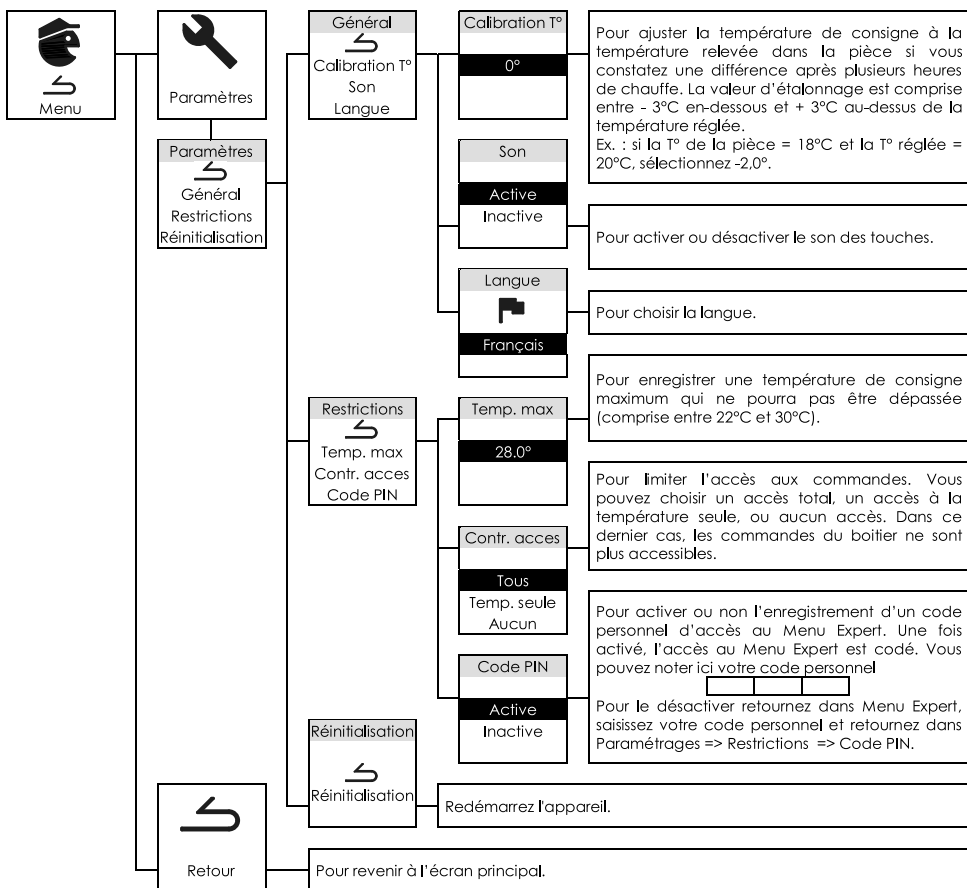 Menu
Paramètres
Paramètres
Général
Restrictions
Réinitialisation
Général
Calibration T°
Son
Langue
Calibration T°
0°
Pour ajuster la température de consigne à la
température relevée dans la pièce si vous
constatez une différence après plusieurs heures
de chauffe. La valeur d'étalonnage est comprise
entre - 3°C en-dessous et + 3°C au-dessus de la
température réglée.
Ex. : si la T° de la pièce = 18°C et la T° réglée =
20°C, sélectionnez -2,0°.
Son
Active
Inactive
Pour activer ou désactiver le son des touches.
Langue
Français
Pour choisir la langue.
Restrictions
Temp. max
Contr. acces
Code PIN
Temp. max
28.0°
Pour enregistrer une température de consigne
maximum qui ne pourra pas être dépassée
(comprise entre 22°C et 30°C).
Contr. acces
Tous
Temp. seule
Aucun
Pour limiter l'accès aux commandes. Vous
pouvez choisir un accès total, un accès à la
température seule, ou aucun accès. Dans ce
dernier cas, les commandes du boitier ne sont
plus accessibles.
Code PIN
Active
Inactive
Pour activer ou non l'enregistrement d'un code
personnel d'accès au Menu Expert. Une fois
activé, l'accès au Menu Expert est codé. Vous
pouvez noter ici votre code personnel
Pour le désactiver retournez dans Menu Expert,
saisissez votre code personnel et retournez dans
Paramétrages => Restrictions => Code PIN.
Réinitialisation
Réinitialisation
Redémarrez l'appareil.
Retour
Pour revenir à l'écran principal.